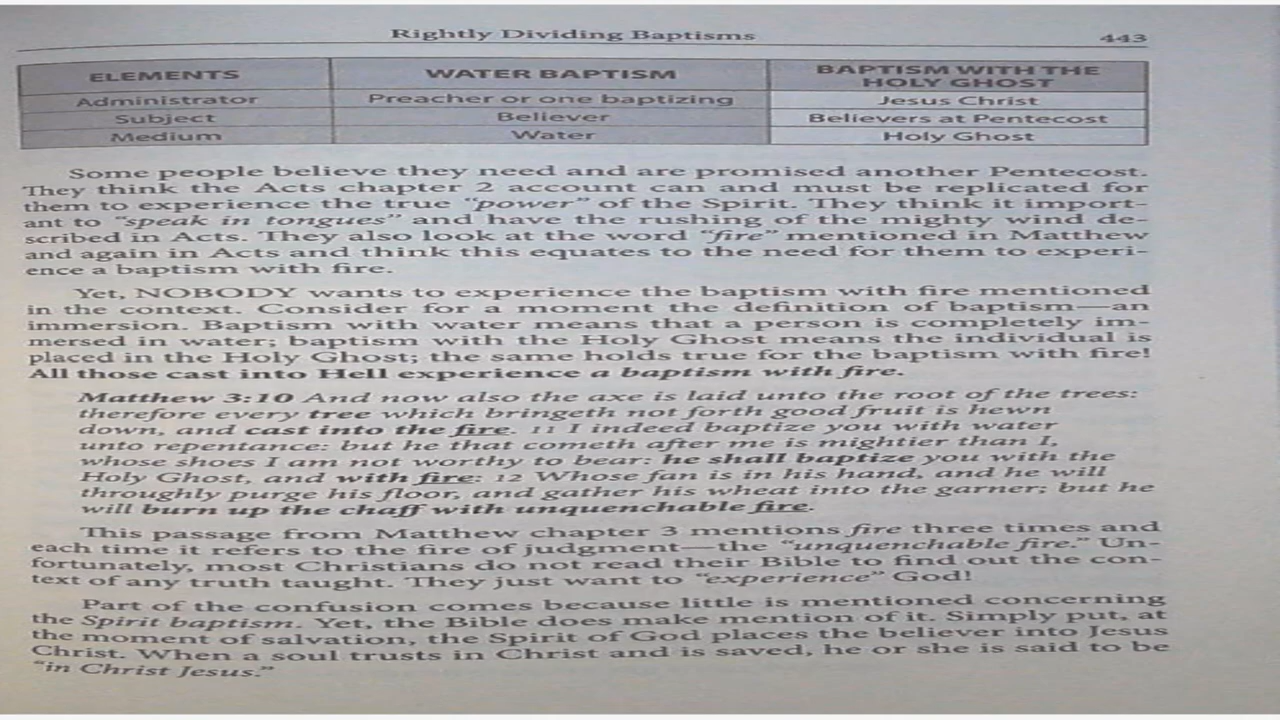 Rightly Dividing Baptisms 443
ELEMENTS WATER BAPTISM BAPTISM WITH THE HOLY GHOST
Administrator Preacher or one baptizing Jesus Christ
Subject Believer Believers at Pentecost
Medium Water Holy Ghost
Some people believe they need and are promised another Pentecost.
They think the Acts chapter 2 account can and must be replicated for
them to experience the true "power" of the Spirit. They think it import-
ant to "speak in tongues" and have the rushing of the mighty wind de-
scribed in Acts. They also look at the word "fire" mentioned in Matthew
and again in Acts and think this equates to the need for them to experi-
ence a baptism with fire.
Yet, NOBODY wants to experience the baptism with fire mentioned
in the context. Consider for a moment the definition of baptism—an
immersion. Baptism with water means that a person is completely im-
mersed in water; baptism with the Holy Ghost means the individual is
placed in the Holy Ghost; the same holds true for the baptism with fire!
All those cast into Hell experience a baptism with fire.
Matthew 3:10 And now also the axe is laid unto the root of the trees:
therefore every tree which bringeth not forth good fruit is hewn
down, and cast into the fire. 11 I indeed baptize you with water
unto repentance: but he that cometh after me is mightier than I,
whose shoes I am not worthy to bear: he shall baptize you with the
Holy Ghost, and with fire: 12 Whose fan is in his hand, and he will
throughly purge his floor, and gather his wheat into the garner; but he
will burn up the chaff with unquenchable fire.
This passage from Matthew chapter 3 mentions fire three times and
each time it refers to the fire of judgment—the "unquenchable fire." Un-
fortunately, most Christians do not read their Bible to find out the con-
text of any truth taught. They just want to "experience" God!
Part of the confusion comes because little is mentioned concerning
the Spirit baptism. Yet, the Bible does make mention of it. Simply put, at
the moment of salvation, the Spirit of God places the believer into Jesus
Christ. When a soul trusts in Christ and is saved, he or she is said to be
"in Christ Jesus."